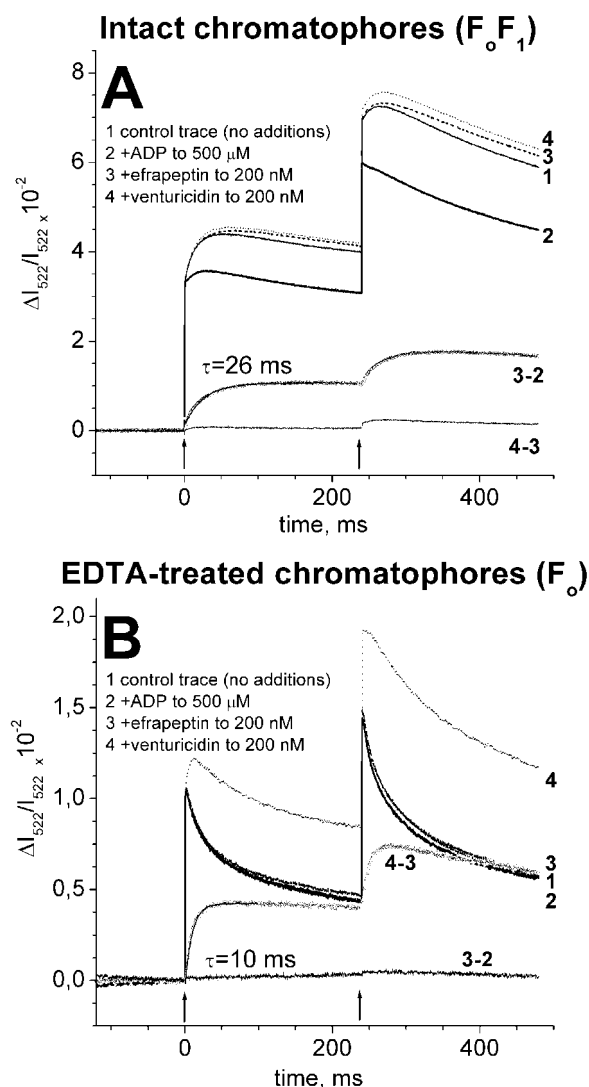 Intact chromatophores (FoF1)
A
1 control trace (no additions)
2 +ADP to 500 μM
3 +efrapeptin to 200 nM
4 +venturicidin to 200 nM
8
6
4
2
0
ΔI522/I522 x 10-2
4
3
1
2
τ=26 ms
3-2
4-3
0 200 400
time, ms
EDTA-treated chromatophores (Fo)
B
1 control trace (no additions)
2 +ADP to 500 μM
3 +efrapeptin to 200 nM
4 +venturicidin to 200 nM
2,0
1,5
1,0
0,5
0,0
ΔI522/I522 x 10-2
4
4-3
3
1
2
τ=10 ms
3-2
0 200 400
time, ms